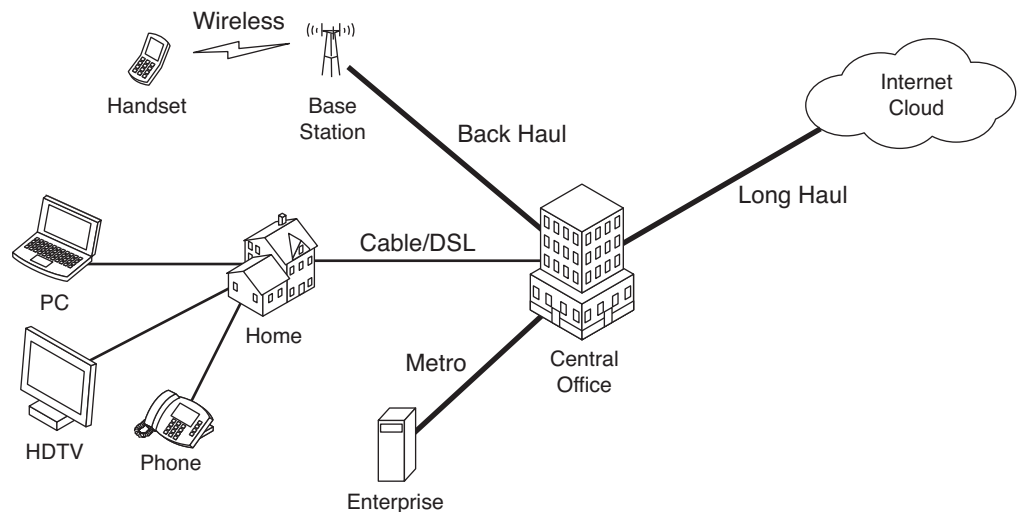 Wireless
Handset
Base
Station
Internet
Cloud
Back Haul
Long Haul
Cable/DSL
PC
Home
Central
Office
Metro
HDTV
Phone
Enterprise